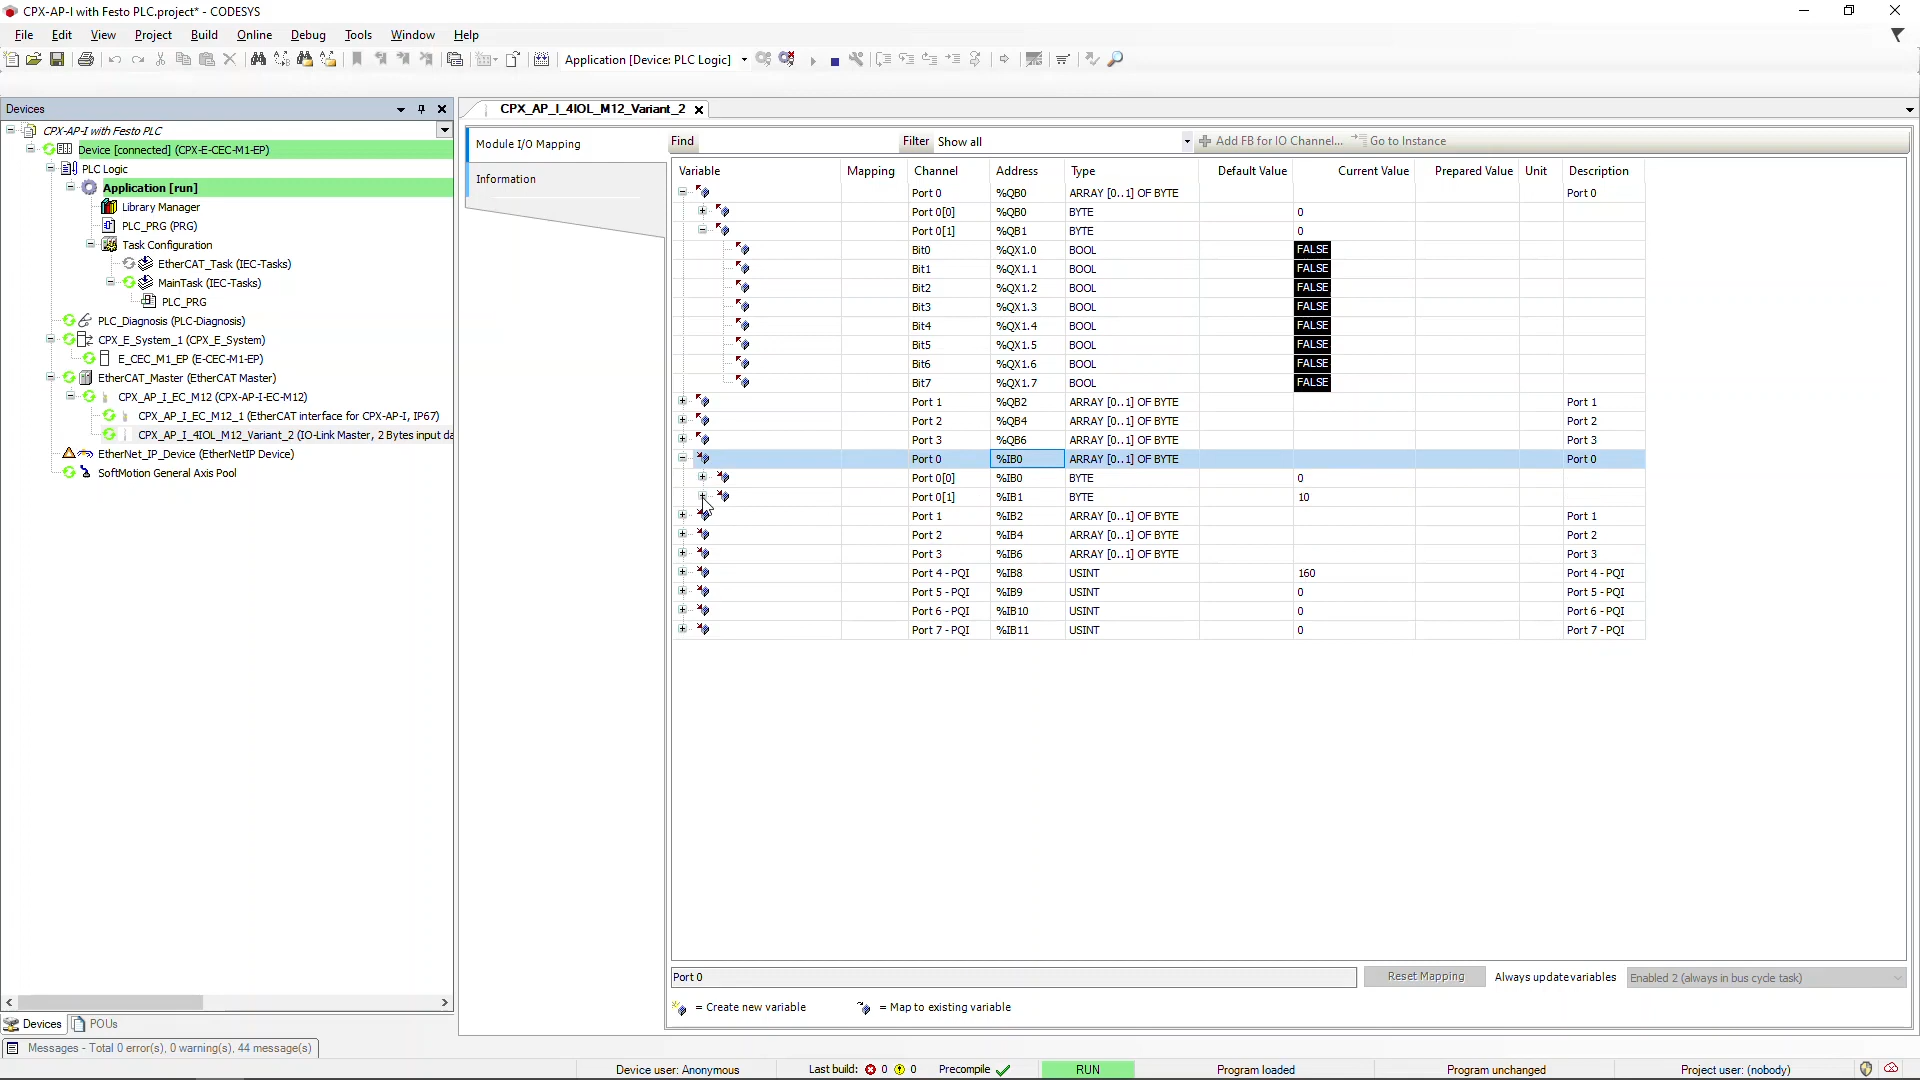 CPX-AP-I with Festo PLC.project* - CODESYS
File Edit View Project Build Online Debug Tools Window Help
Application [Device: PLC Logic]
Devices
CPX-AP-I with Festo PLC
Device [connected] (CPX-E-CEC-M1-EP)
PLC Logic
Application [run]
Library Manager
PLC_PRG (PRG)
Task Configuration
EtherCAT_Task (IEC-Tasks)
MainTask (IEC-Tasks)
PLC_PRG
PLC_Diagnosis (PLC-Diagnosis)
CPX_E_System_1 (CPX_E_System)
E_CEC_M1_EP (E-CEC-M1-EP)
EtherCAT_Master (EtherCAT Master)
CPX_AP_I_EC_M12 (CPX-AP-I-EC-M12)
CPX_AP_I_EC_M12_1 (EtherCAT interface for CPX-AP-I, IP67)
CPX_AP_I_4IOL_M12_Variant_2 (IO-Link Master, 2 Bytes input da
EtherNet_IP_Device (EtherNetIP Device)
SoftMotion General Axis Pool
Devices POUs
CPX_AP_I_4IOL_M12_Variant_2
Module I/O Mapping
Information
Find Filter Show all Add FB for IO Channel... Go to Instance
Variable Mapping Channel Address Type Default Value Current Value Prepared Value Unit Description
Port 0 %QB0 ARRAY [0..1] OF BYTE Port 0
Port 0[0] %QB0 BYTE 0
Port 0[1] %QB1 BYTE 0
Bit0 %QX1.0 BOOL FALSE
Bit1 %QX1.1 BOOL FALSE
Bit2 %QX1.2 BOOL FALSE
Bit3 %QX1.3 BOOL FALSE
Bit4 %QX1.4 BOOL FALSE
Bit5 %QX1.5 BOOL FALSE
Bit6 %QX1.6 BOOL FALSE
Bit7 %QX1.7 BOOL FALSE
Port 1 %QB2 ARRAY [0..1] OF BYTE Port 1
Port 2 %QB4 ARRAY [0..1] OF BYTE Port 2
Port 3 %QB6 ARRAY [0..1] OF BYTE Port 3
Port 0 %IB0 ARRAY [0..1] OF BYTE Port 0
Port 0[0] %IB0 BYTE 0
Port 0[1] %IB1 BYTE 10
Port 1 %IB2 ARRAY [0..1] OF BYTE Port 1
Port 2 %IB4 ARRAY [0..1] OF BYTE Port 2
Port 3 %IB6 ARRAY [0..1] OF BYTE Port 3
Port 4 - PQI %IB8 USINT 160 Port 4 - PQI
Port 5 - PQI %IB9 USINT 0 Port 5 - PQI
Port 6 - PQI %IB10 USINT 0 Port 6 - PQI
Port 7 - PQI %IB11 USINT 0 Port 7 - PQI
Port 0 Reset Mapping Always update variables Enabled 2 (always in bus cycle task)
= Create new variable = Map to existing variable
Messages - Total 0 error(s), 0 warning(s), 44 message(s)
Device user: Anonymous Last build: 0 0 Precompile RUN Program loaded Program unchanged Project user: (nobody)